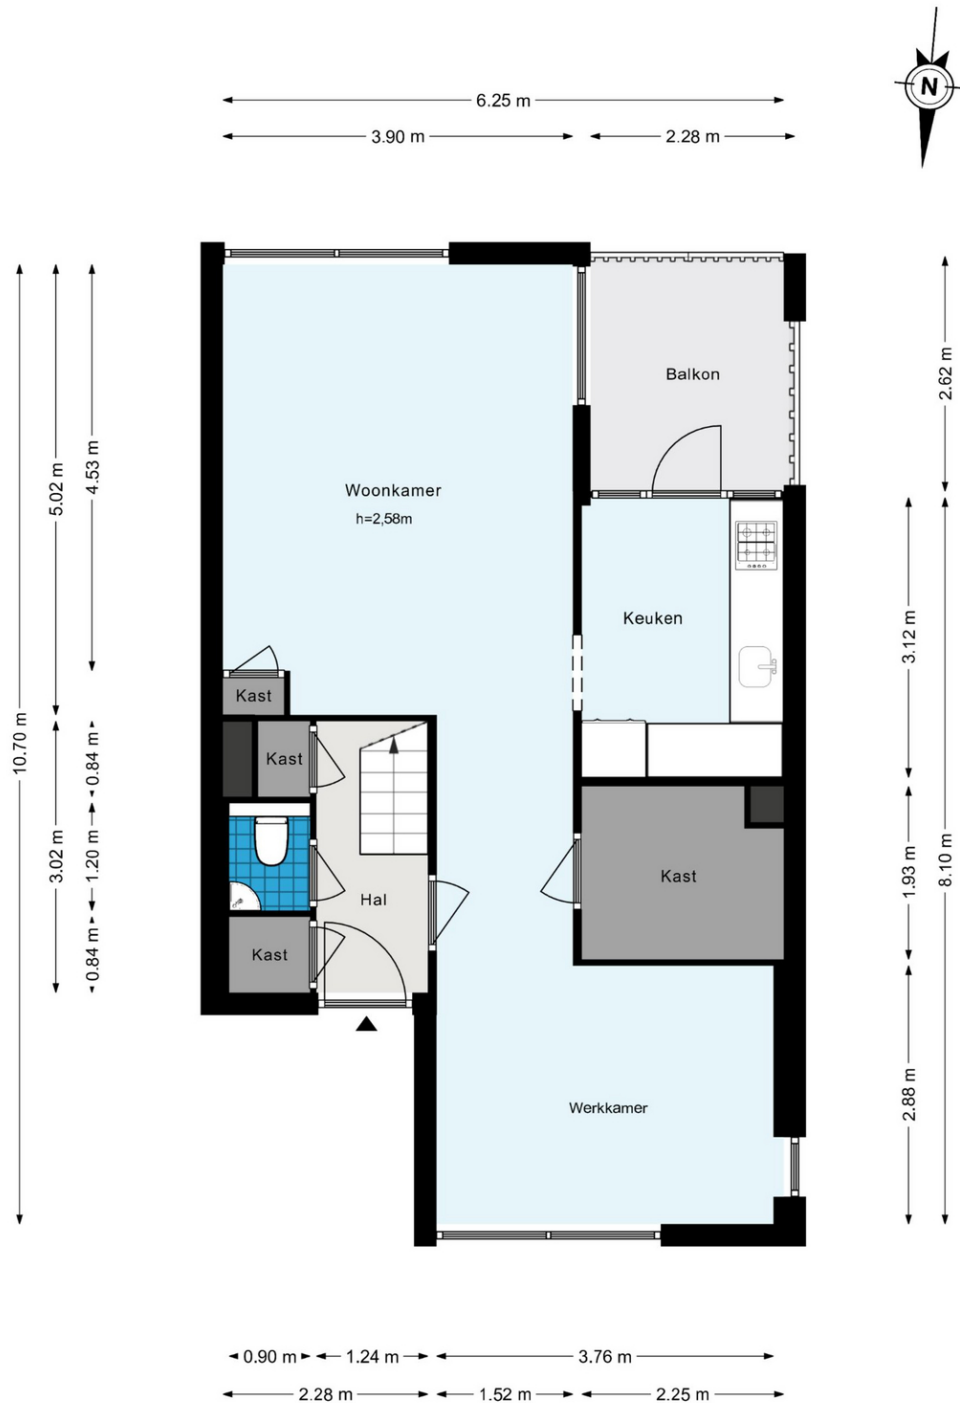 N
6.25 m
3.90 m
2.28 m
Balkon
2.62 m
4.53 m
5.02 m
Woonkamer
h=2,58m
Keuken
3.12 m
Kast
10.70 m
Kast
0.84 m
1.20 m
3.02 m
Hal
Kast
1.93 m
8.10 m
Kast
0.84 m
2.88 m
Werkkamer
0.90 m
1.24 m
3.76 m
2.28 m
1.52 m
2.25 m